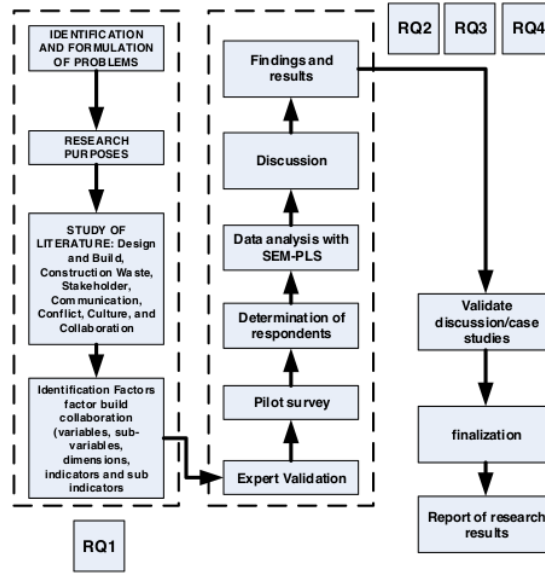 IDENTIFICATION
AND FORMULATION
OF PROBLEMS
RESEARCH
PURPOSES
STUDY OF
LITERATURE: Design
and Build,
Construction Waste,
Stakeholder,
Communication,
Conflict, Culture, and
Collaboration
Identification Factors
factor build
collaboration
(variables, sub-
variables,
dimensions,
indicators and sub
indicators
RQ1
Findings and
results
Discussion
Data analysis with
SEM-PLS
Determination of
respondents
Pilot survey
Expert Validation
RQ2
RQ3
RQ4
Validate
discussion/case
studies
finalization
Report of research
results